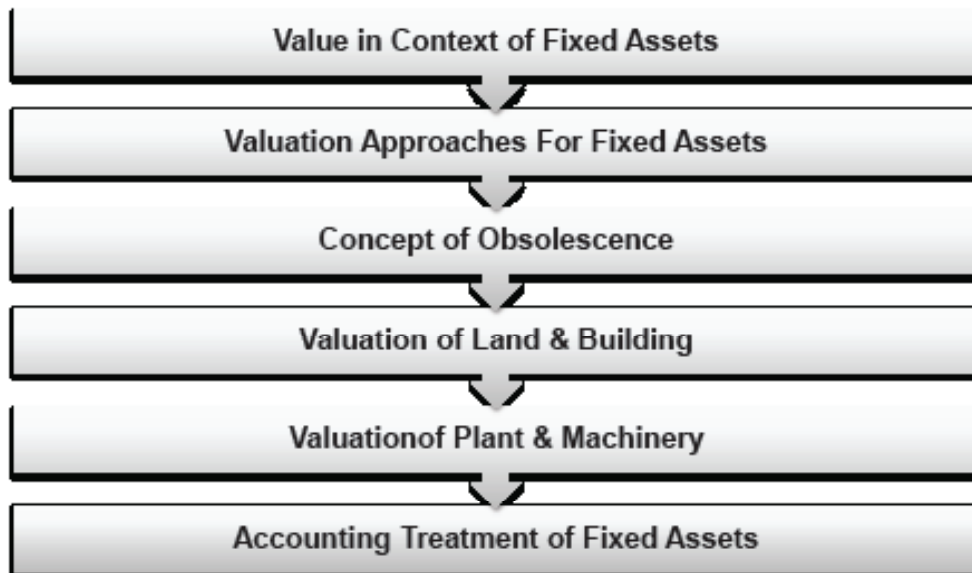 Value in Context of Fixed Assets
Valuation Approaches For Fixed Assets
Concept of Obsolescence
Valuation of Land & Building
Valuationof Plant & Machinery
Accounting Treatment of Fixed Assets